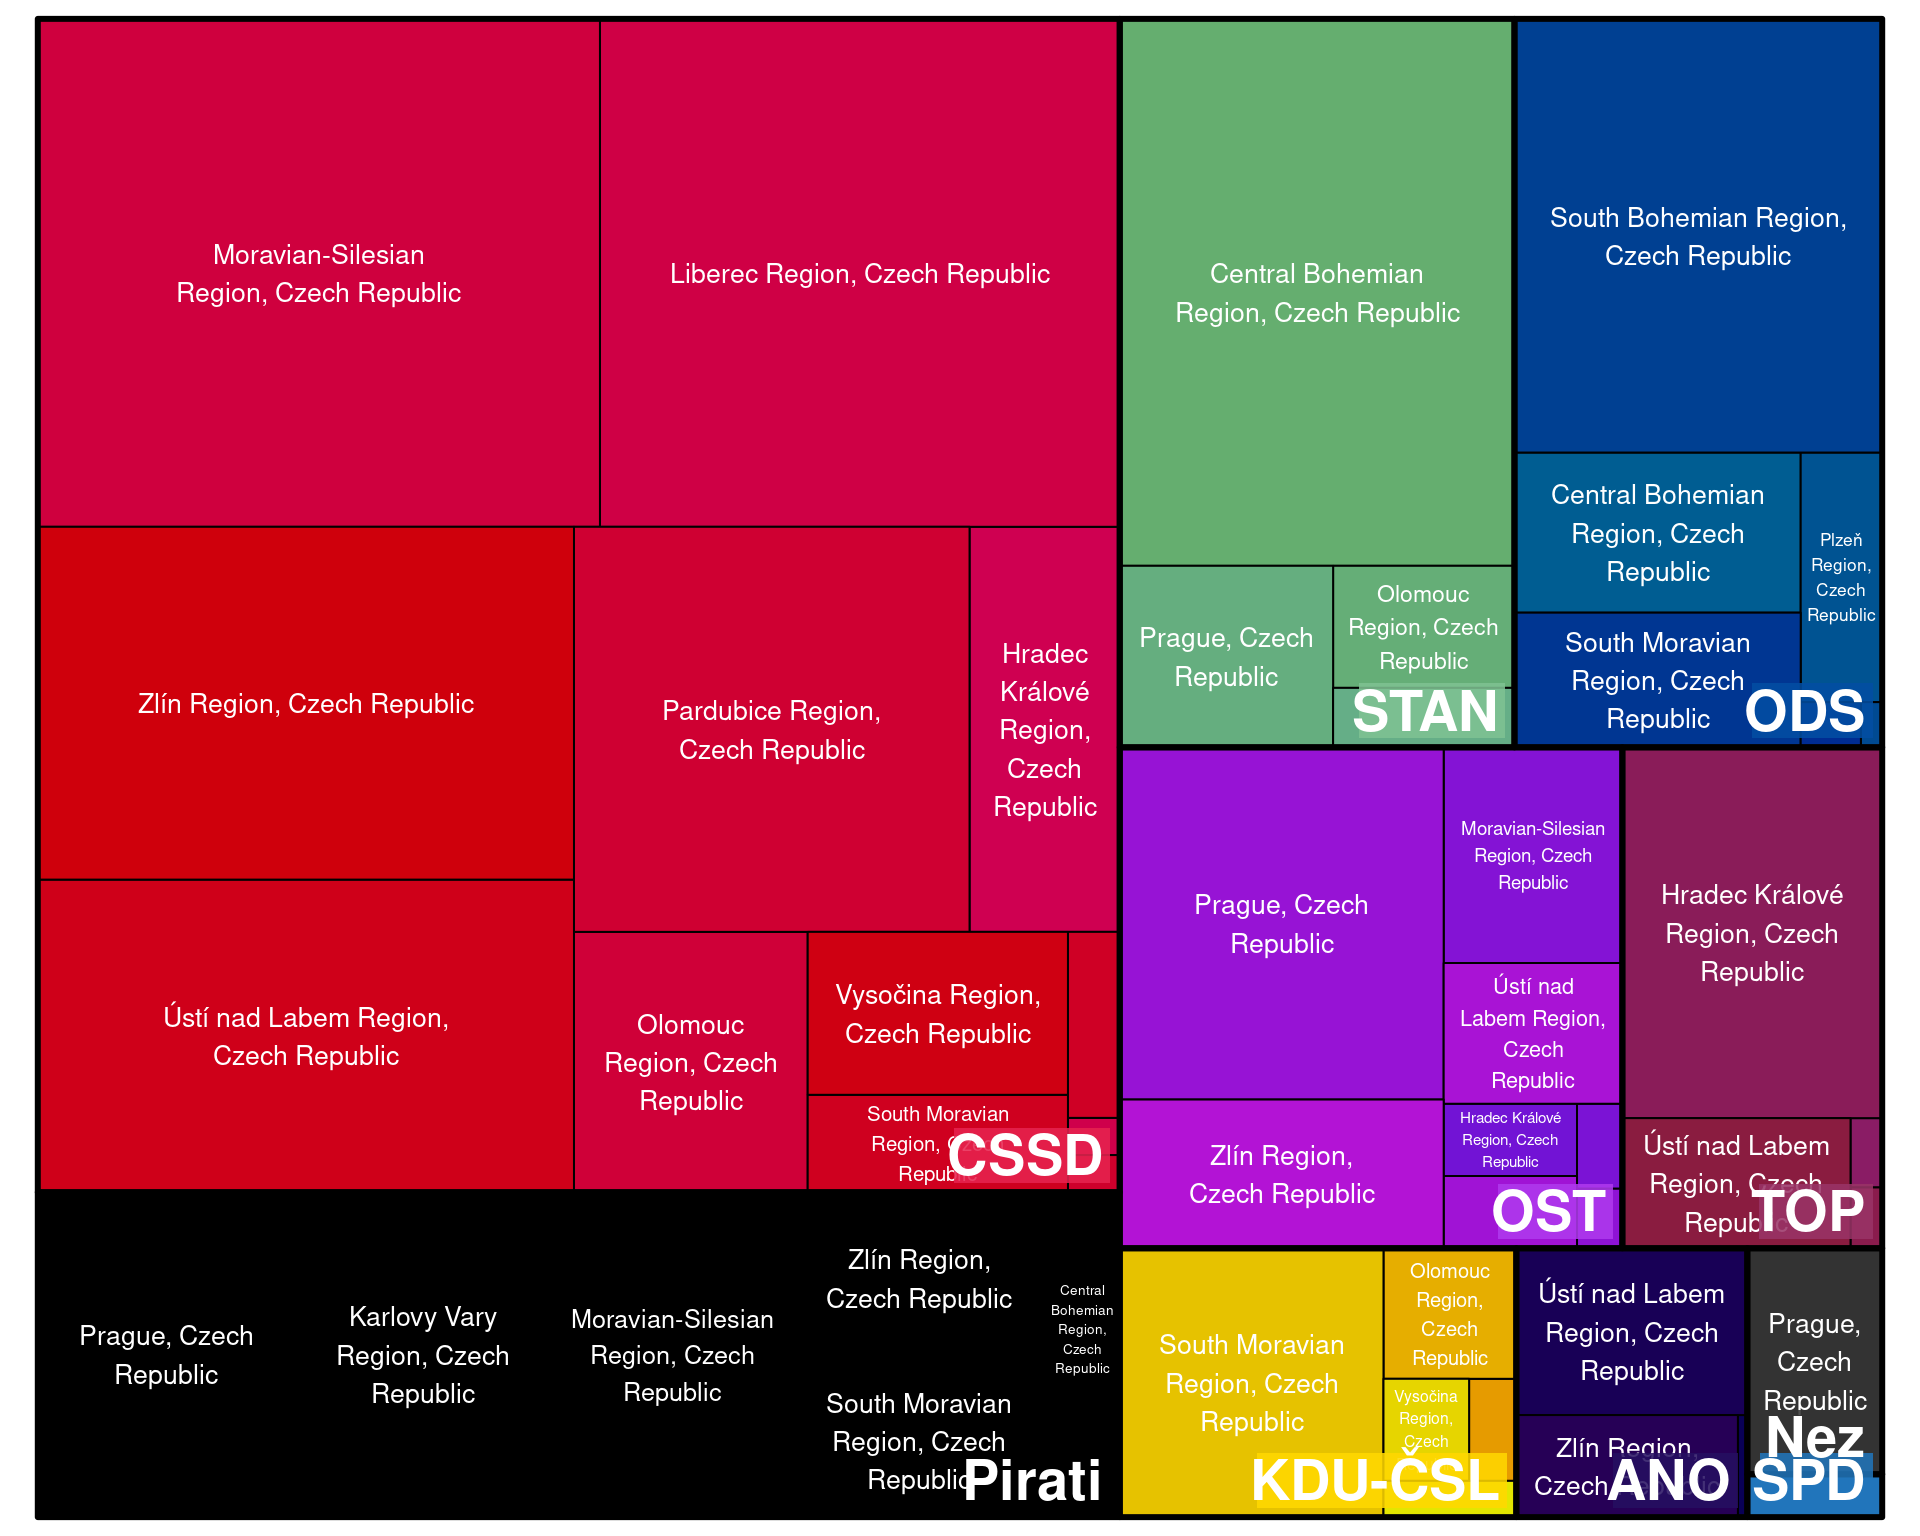 Moravian-Silesian
Region, Czech Republic
Liberec Region, Czech Republic
Zlín Region, Czech Republic
Pardubice Region,
Czech Republic
Hradec
Králové
Region,
Czech
Republic
Ústí nad Labem Region,
Czech Republic
Olomouc
Region, Czech
Republic
Vysočina Region,
Czech Republic
South Moravian
Region,
CSSD
Central Bohemian
Region, Czech Republic
Prague, Czech
Republic
Olomouc
Region, Czech
Republic
STAN
South Bohemian Region,
Czech Republic
Central Bohemian
Region, Czech
Republic
Plzeň
Region,
Czech
Republic
South Moravian
Region, Czech
Republic
ODS
Prague, Czech
Republic
Moravian-Silesian
Region, Czech
Republic
Ústí nad
Labem Region,
Czech
Republic
Zlín Region,
Czech Republic
Hradec Králové
Region, Czech
Republic
OST
Hradec Králové
Region, Czech
Republic
Ústí nad Labem
Region, Czech
TOP
Prague, Czech
Republic
Karlovy Vary
Region, Czech
Republic
Moravian-Silesian
Region, Czech
Republic
Zlín Region,
Czech Republic
South Moravian
Region, Czech
Republic
Central
Bohemian
Region,
Czech
Republic
Pirati
South Moravian
Region, Czech
Republic
Olomouc
Region,
Czech
Republic
Vysočina
Region,
Czech
KDU-ČSL
Ústí nad Labem
Region, Czech
Republic
Zlín Region,
Czech
ANO
Prague,
Czech
Republic
Nez
SPD